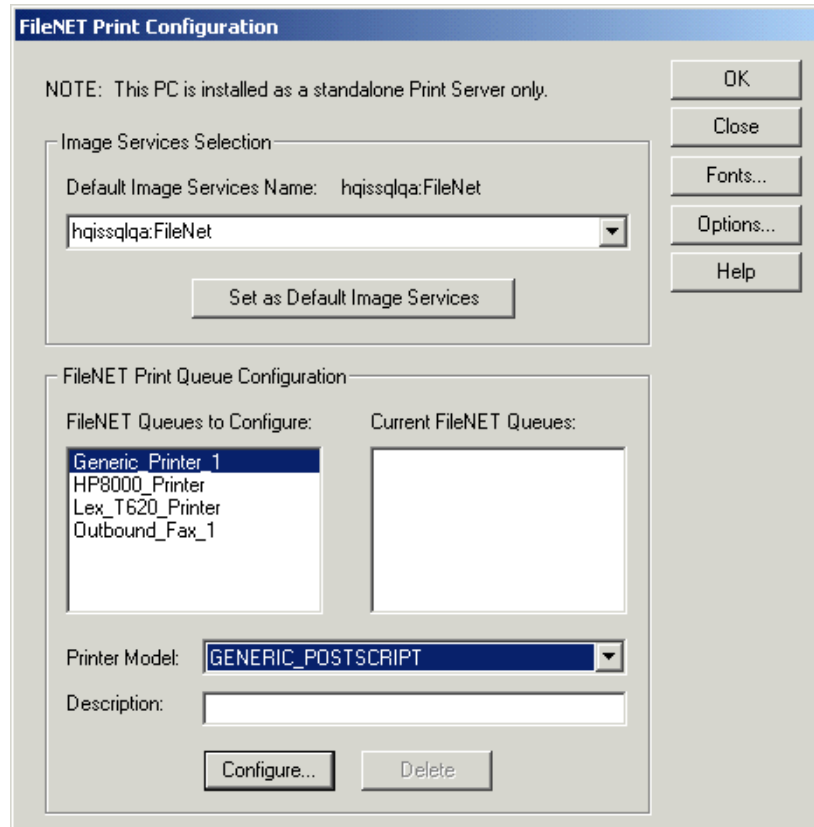 FileNET Print Configuration
NOTE: This PC is installed as a standalone Print Server only.
OK
Close
Fonts...
Options...
Help
Image Services Selection
Default Image Services Name: hqissqlqa:FileNet
hqissqlqa:FileNet
Set as Default Image Services
FileNET Print Queue Configuration
FileNET Queues to Configure:
Generic_Printer_1
HP8000_Printer
Lex_T620_Printer
Outbound_Fax_1
Current FileNET Queues:
Printer Model: GENERIC_POSTSCRIPT
Description:
Configure... Delete